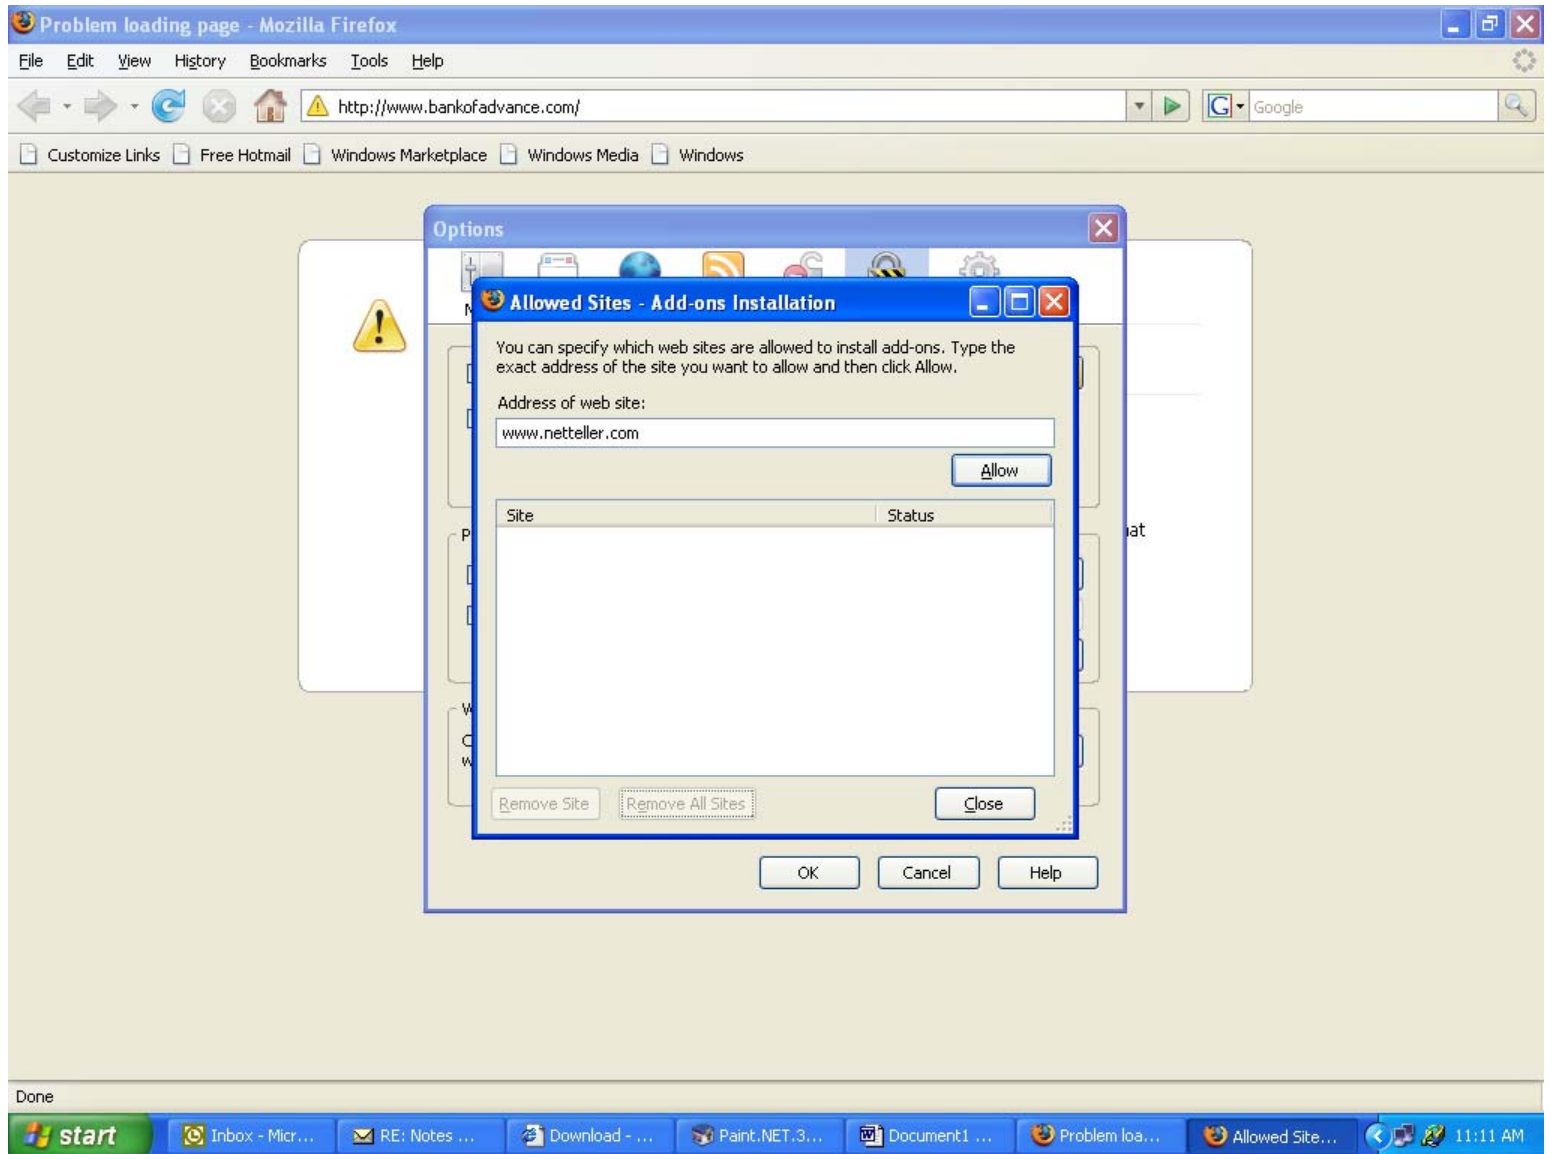 Problem loading page - Mozilla Firefox
File Edit View History Bookmarks Tools Help
http://www.bankofadvance.com/
G Google
Customize Links Free Hotmail Windows Marketplace Windows Media Windows
Options
Allowed Sites - Add-ons Installation
You can specify which web sites are allowed to install add-ons. Type the
exact address of the site you want to allow and then click Allow.
Address of web site:
www.netteller.com
Allow
Site Status
Remove Site Remove All Sites Close
OK Cancel Help
Done
start Inbox - Micr... RE: Notes ... Download - ... Paint.NET.3... Document1 ... Problem loa... Allowed Site... 11:11 AM